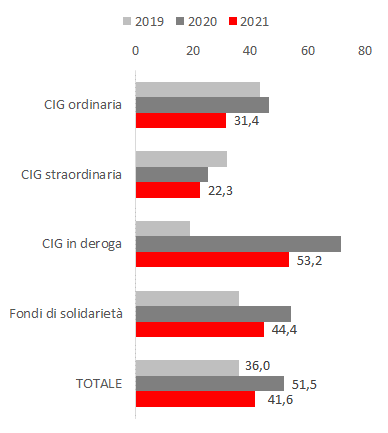 2019 2020 2021
0 20 40 60 80
CIG ordinaria
31,4
CIG straordinaria
22,3
CIG in deroga
53,2
Fondi di solidarietà
44,4
36,0
TOTALE 51,5
41,6